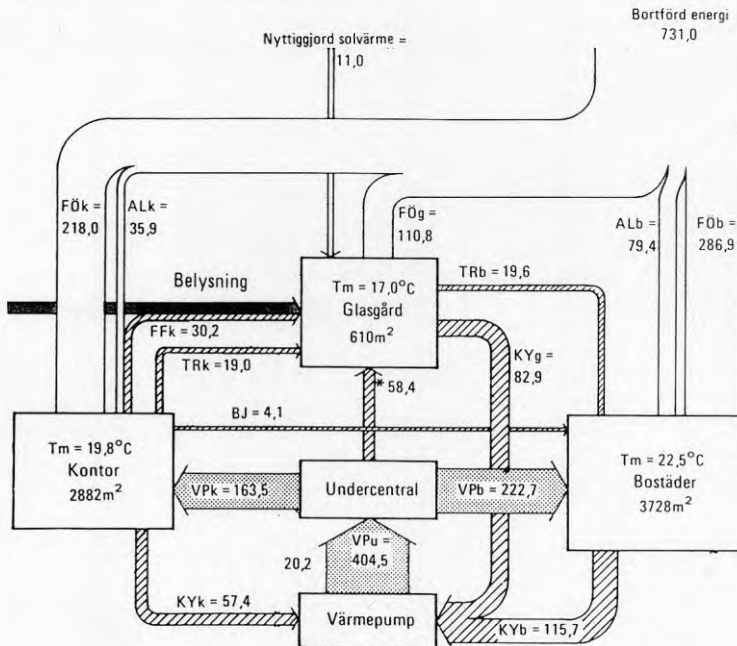 Bortförd energi
731,0
Nyttiggjord solvärme =
11,0
FÖk =
218,0
ALk =
35,9
FÖg =
110,8
ALb =
79,4
FÖb =
286,9
Belysning
Tm = 17,0°C
Glasgård
610m²
TRb = 19,6
FFk = 30,2
TRk = 19,0
KYg =
82,9
* 58,4
BJ = 4,1
Tm = 19,8°C
Kontor
2882m²
VPk = 163,5
Undercentral
VPb = 222,7
Tm = 22,5°C
Bostäder
3728m²
VPu =
404,5
20,2
KYk = 57,4
Värmepump
KYb = 115,7